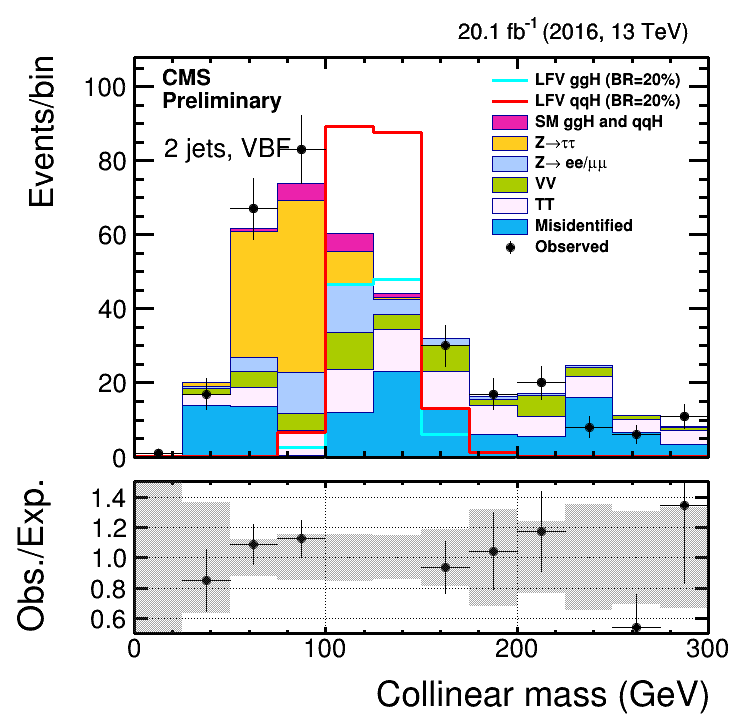 20.1 fb-1 (2016, 13 TeV)
Events/bin
100
80
60
40
20
0
CMS
Preliminary
2 jets, VBF
LFV ggH (BR=20%)
LFV qqH (BR=20%)
SM ggH and qqH
Z→ττ
Z→ ee/μμ
VV
TT
Misidentified
Observed
Obs./Exp.
1.4
1.2
1.0
0.8
0.6
0 100 200 300
Collinear mass (GeV)